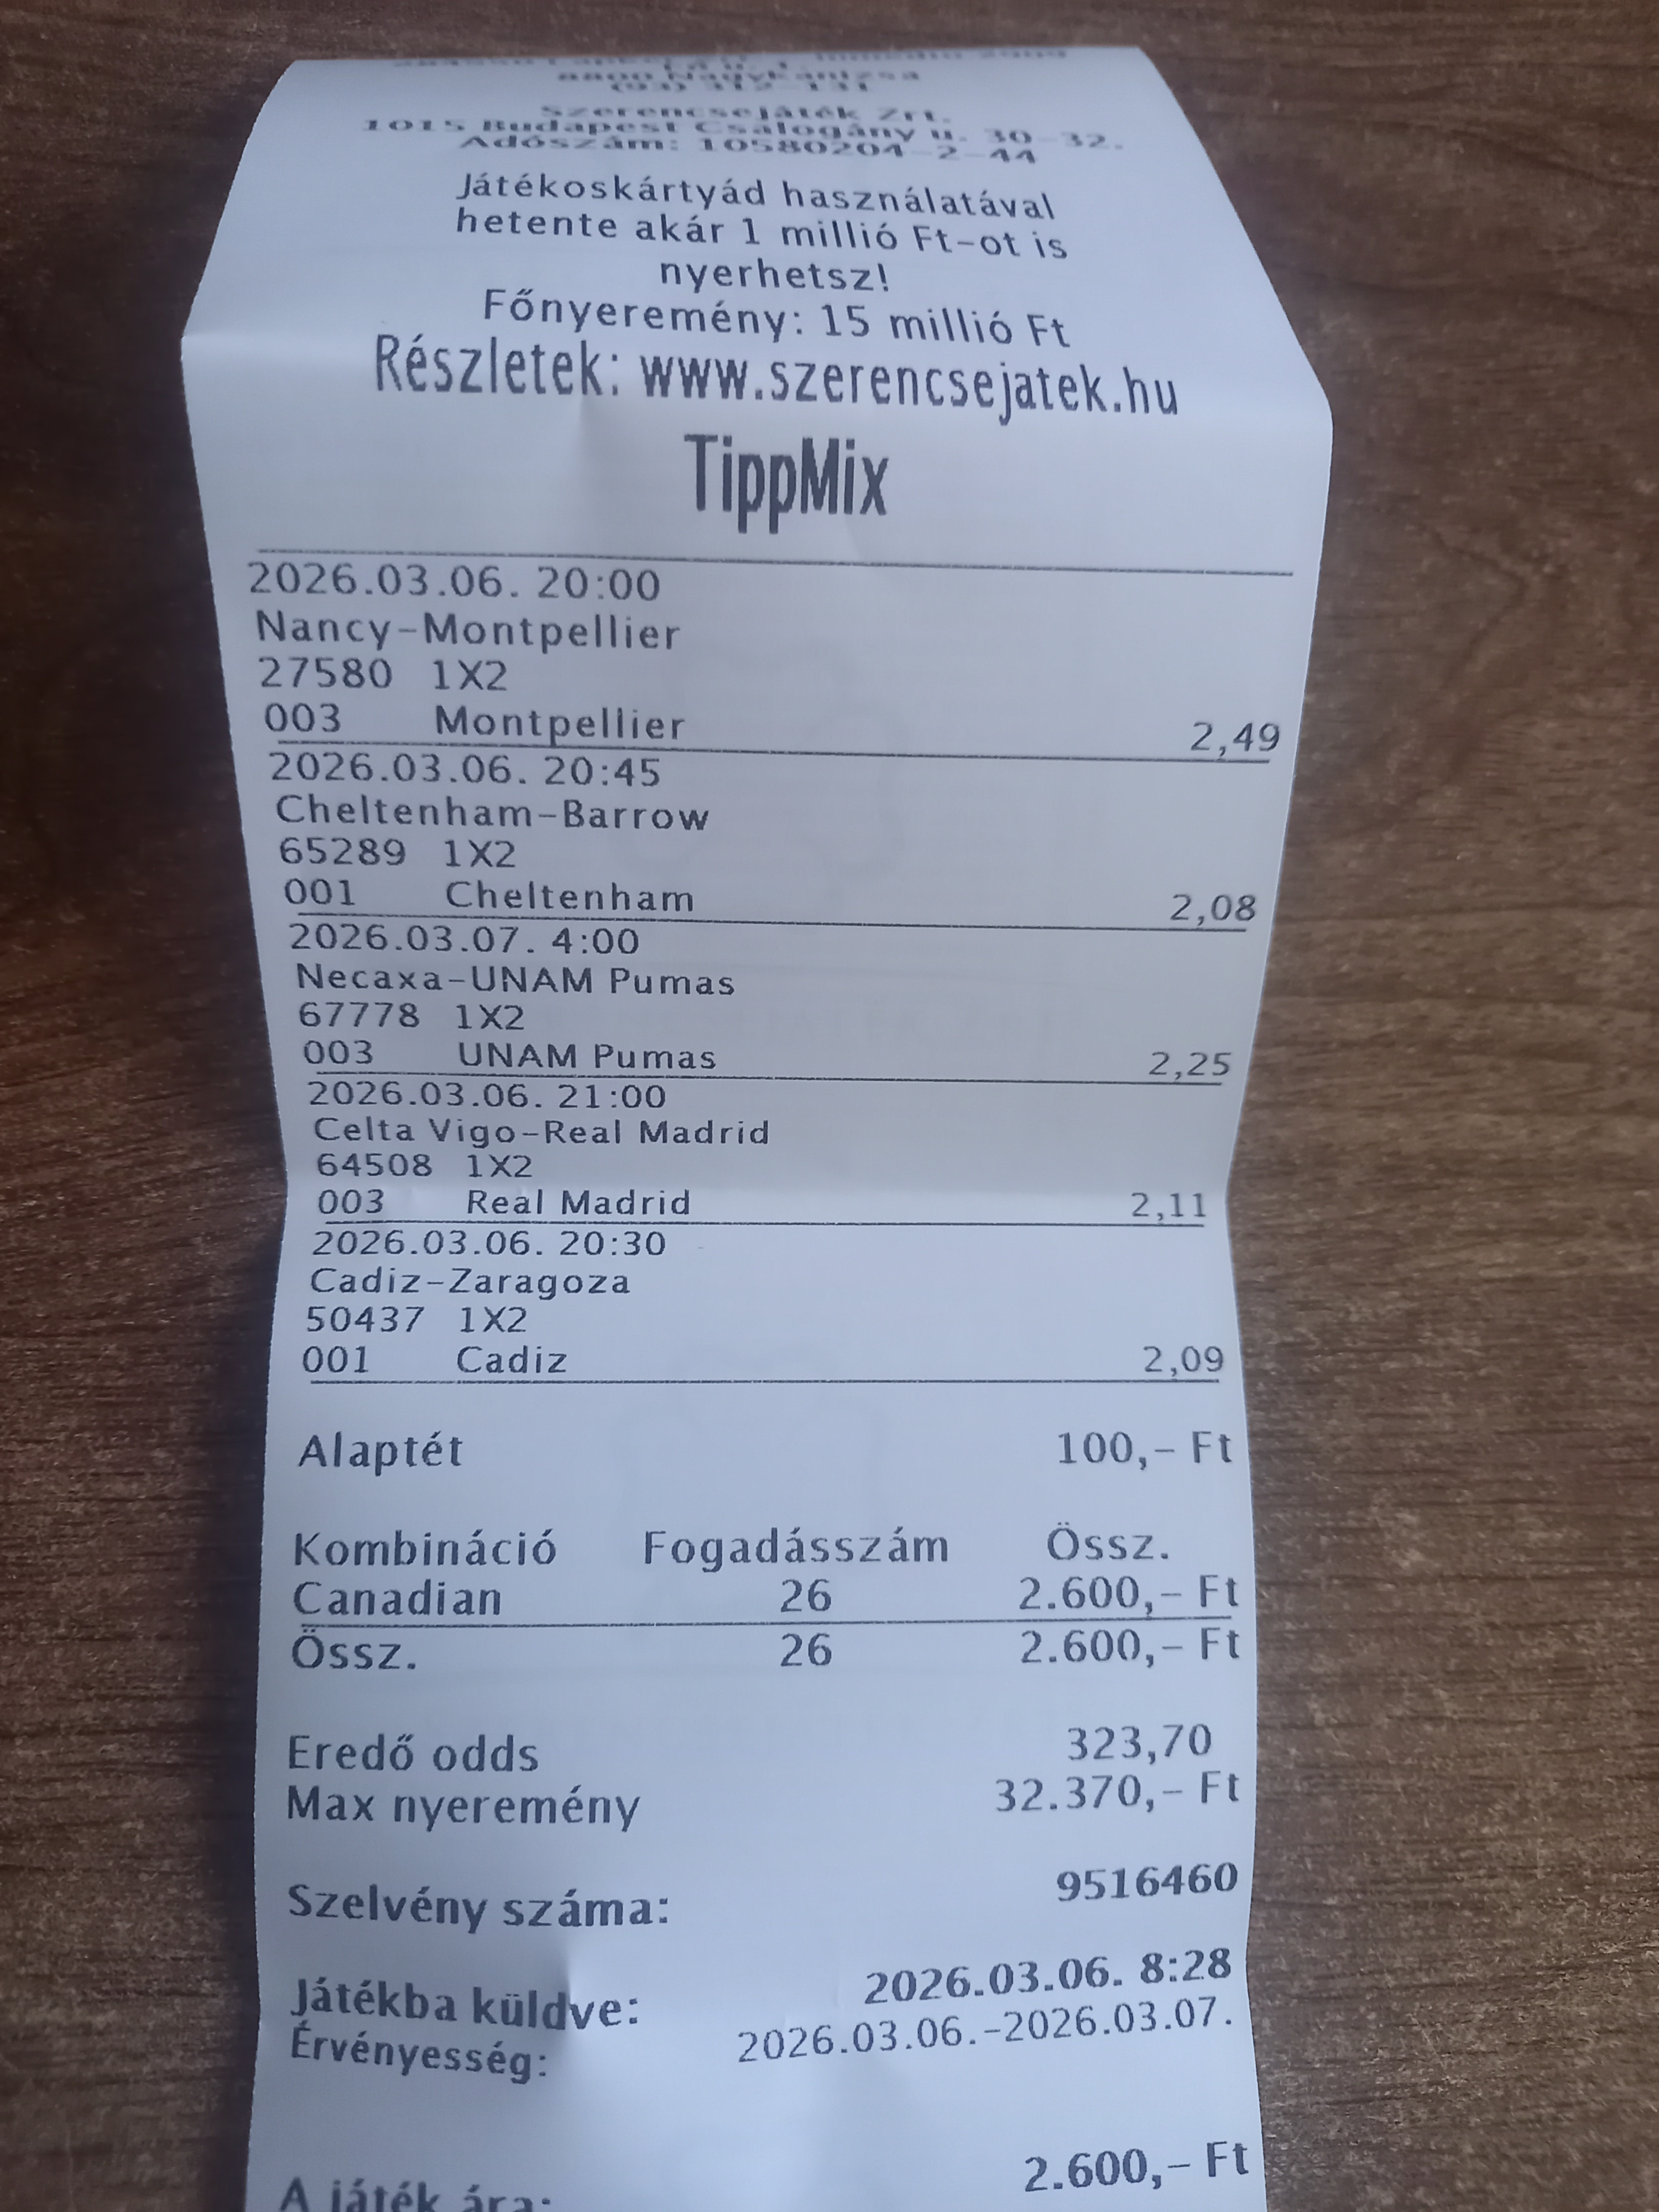 8800 Nagykanizsa
(93) 312-131
Szerencsejáték Zrt.
1015 Budapest Csalogány u. 30-32.
Adószám: 10580204-2-44
Játékoskártyád használatával
hetente akár 1 millió Ft-ot is
nyerhetsz!
Főnyeremény: 15 millió Ft
Részletek: www.szerencsejatek.hu
TippMix
2026.03.06. 20:00
Nancy-Montpellier
27580 1X2
003 Montpellier 2,49
2026.03.06. 20:45
Cheltenham-Barrow
65289 1X2
001 Cheltenham 2,08
2026.03.07. 4:00
Necaxa-UNAM Pumas
67778 1X2
003 UNAM Pumas 2,25
2026.03.06. 21:00
Celta Vigo-Real Madrid
64508 1X2
003 Real Madrid 2,11
2026.03.06. 20:30
Cadiz-Zaragoza
50437 1X2
001 Cadiz 2,09
Alaptét 100,- Ft
Kombináció Fogadásszám Össz.
Canadian 26 2.600,- Ft
Össz. 26 2.600,- Ft
Eredő odds 323,70
Max nyeremény 32.370,- Ft
Szelvény száma: 9516460
Játékba küldve: 2026.03.06. 8:28
Érvényesség: 2026.03.06.-2026.03.07.
A játék ára: 2.600,- Ft